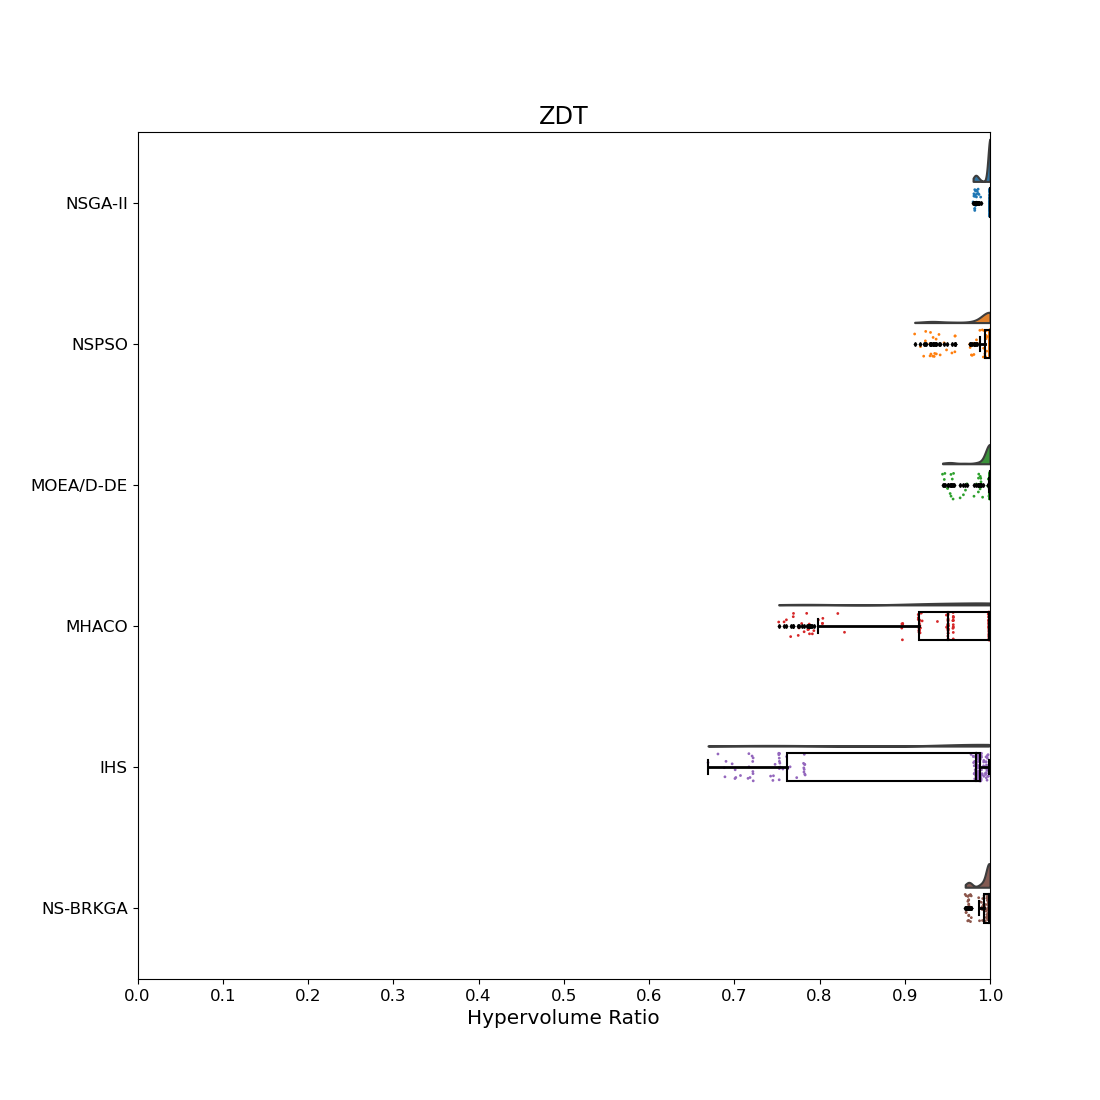 ZDT
NSGA-II
NSPSO
MOEA/D-DE
MHACO
IHS
NS-BRKGA
0.0 0.1 0.2 0.3 0.4 0.5 0.6 0.7 0.8 0.9 1.0
Hypervolume Ratio